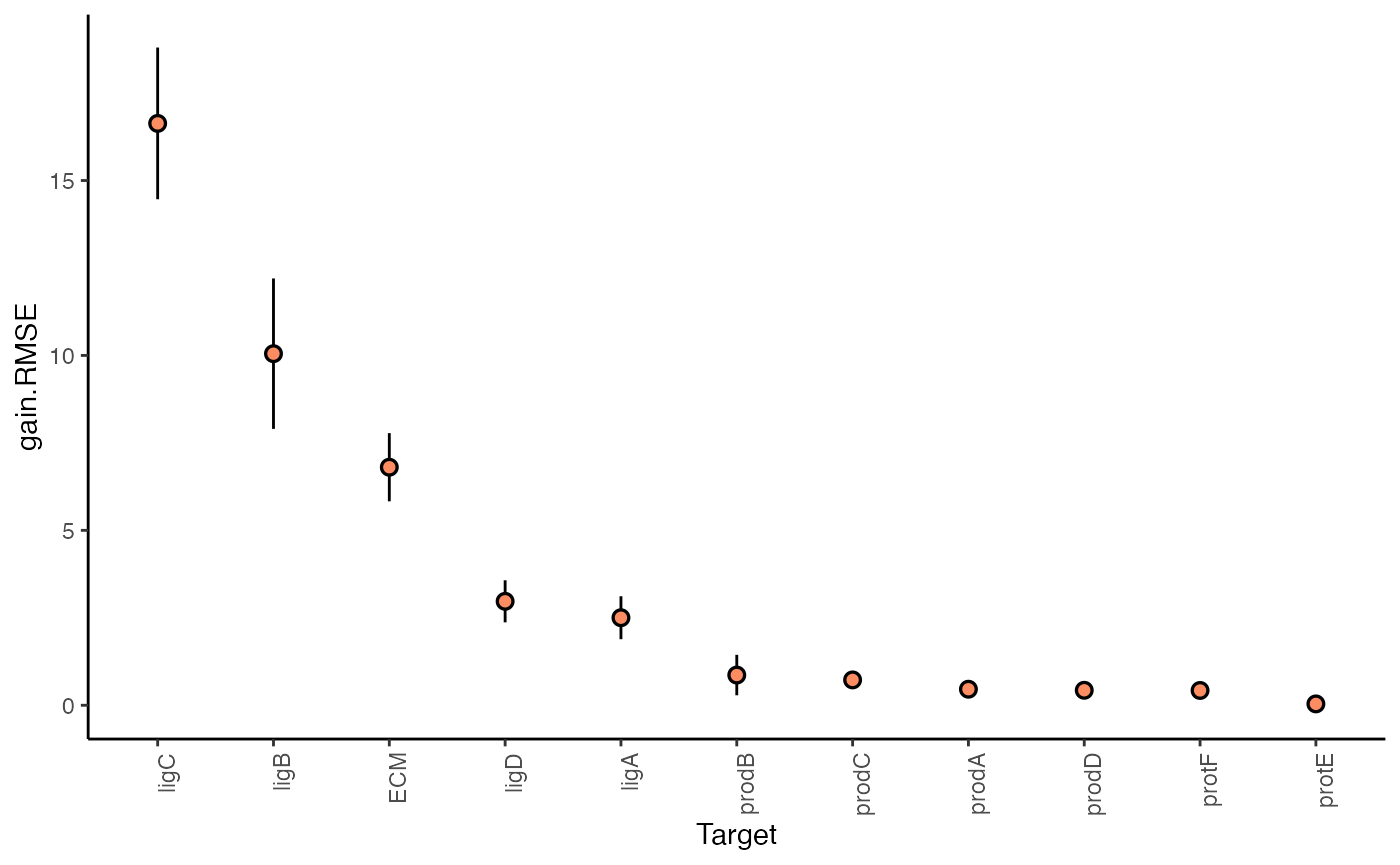 gain.RMSE
15
10
5
0
ligC
ligB
ECM
ligD
ligA
prodB
prodC
prodA
prodD
protF
protE
Target